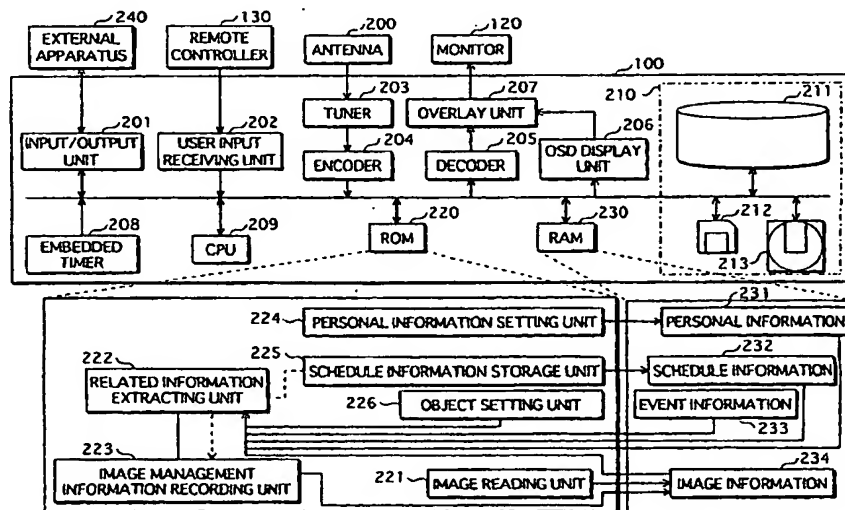 240
130
200
120
EXTERNAL
APPARATUS
REMOTE
CONTROLLER
ANTENNA
MONITOR
100
203
207
210
211
TUNER
OVERLAY UNIT
201
202
204
205
206
INPUT/OUTPUT
UNIT
USER INPUT
RECEIVING UNIT
ENCODER
DECODER
OSD DISPLAY
UNIT
208
209
220
230
212
EMBEDDED
TIMER
CPU
ROM
RAM
213
231
224
PERSONAL INFORMATION SETTING UNIT
PERSONAL INFORMATION
222
225
232
RELATED INFORMATION
EXTRACTING UNIT
SCHEDULE INFORMATION STORAGE UNIT
SCHEDULE INFORMATION
226
OBJECT SETTING UNIT
EVENT INFORMATION
233
223
221
234
IMAGE MANAGEMENT
INFORMATION RECORDING UNIT
IMAGE READING UNIT
IMAGE INFORMATION